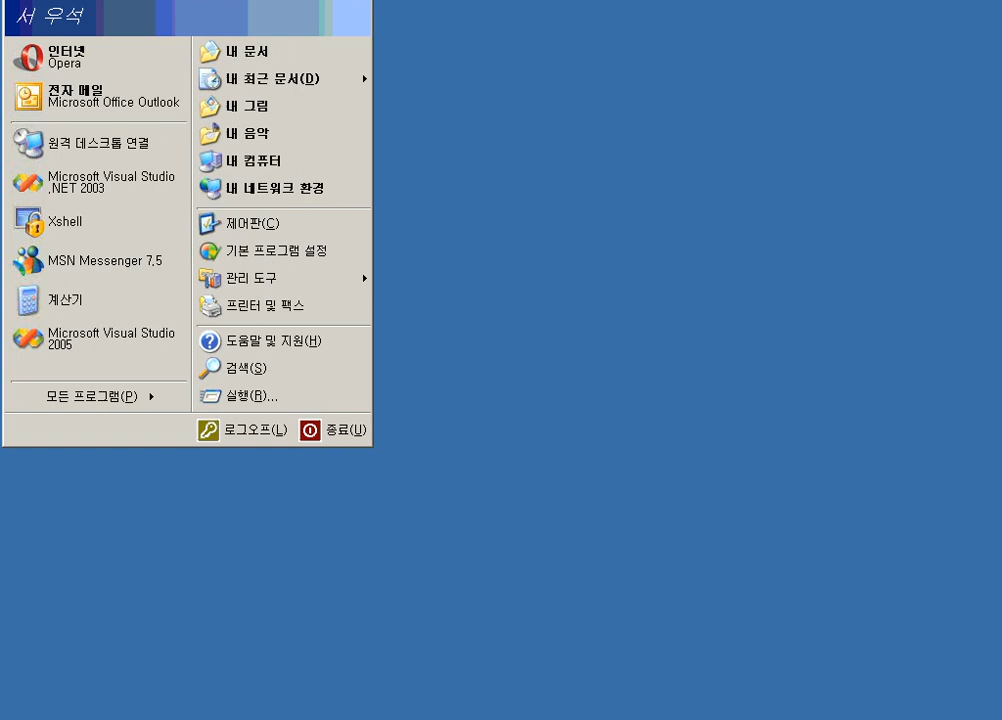 서 우석
인터넷
Opera
전자 메일
Microsoft Office Outlook
원격 데스크톱 연결
Microsoft Visual Studio
.NET 2003
Xshell
MSN Messenger 7.5
계산기
Microsoft Visual Studio
2005
모든 프로그램(P)
내 문서
내 최근 문서(D)
내 그림
내 음악
내 컴퓨터
내 네트워크 환경
제어판(C)
기본 프로그램 설정
관리 도구
프린터 및 팩스
도움말 및 지원(H)
검색(S)
실행(R)...
로그오프(L)
종료(U)